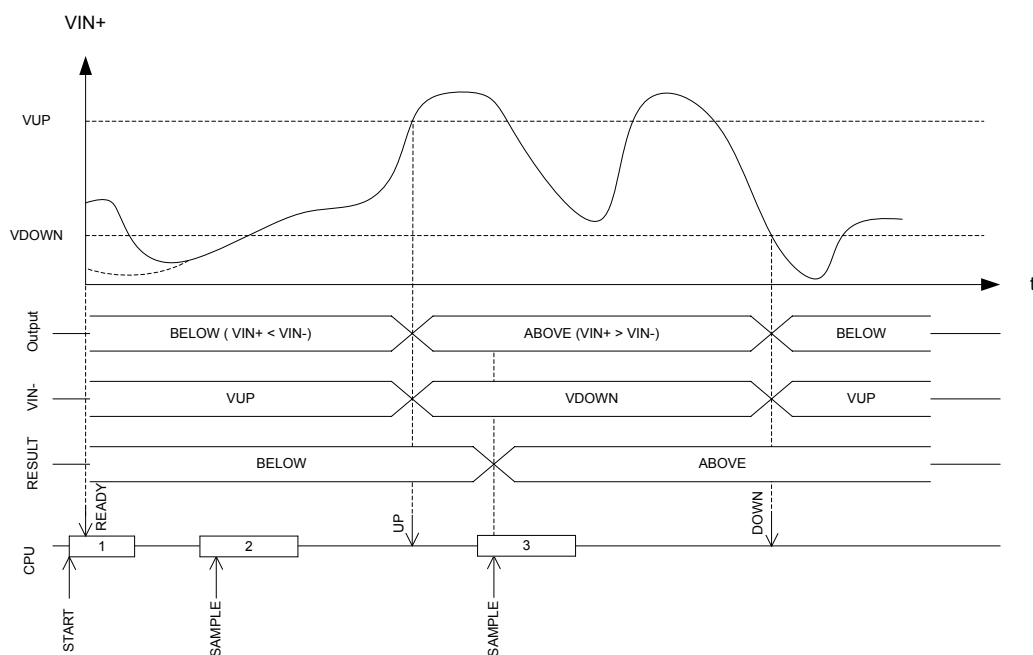 VIN+
VUP
VDOWN
t
Output
BELOW ( VIN+ < VIN-)
ABOVE (VIN+ > VIN-)
BELOW
VIN-
VUP
VDOWN
VUP
RESULT
BELOW
ABOVE
READY
UP
DOWN
CPU
1
2
3
START
SAMPLE
SAMPLE